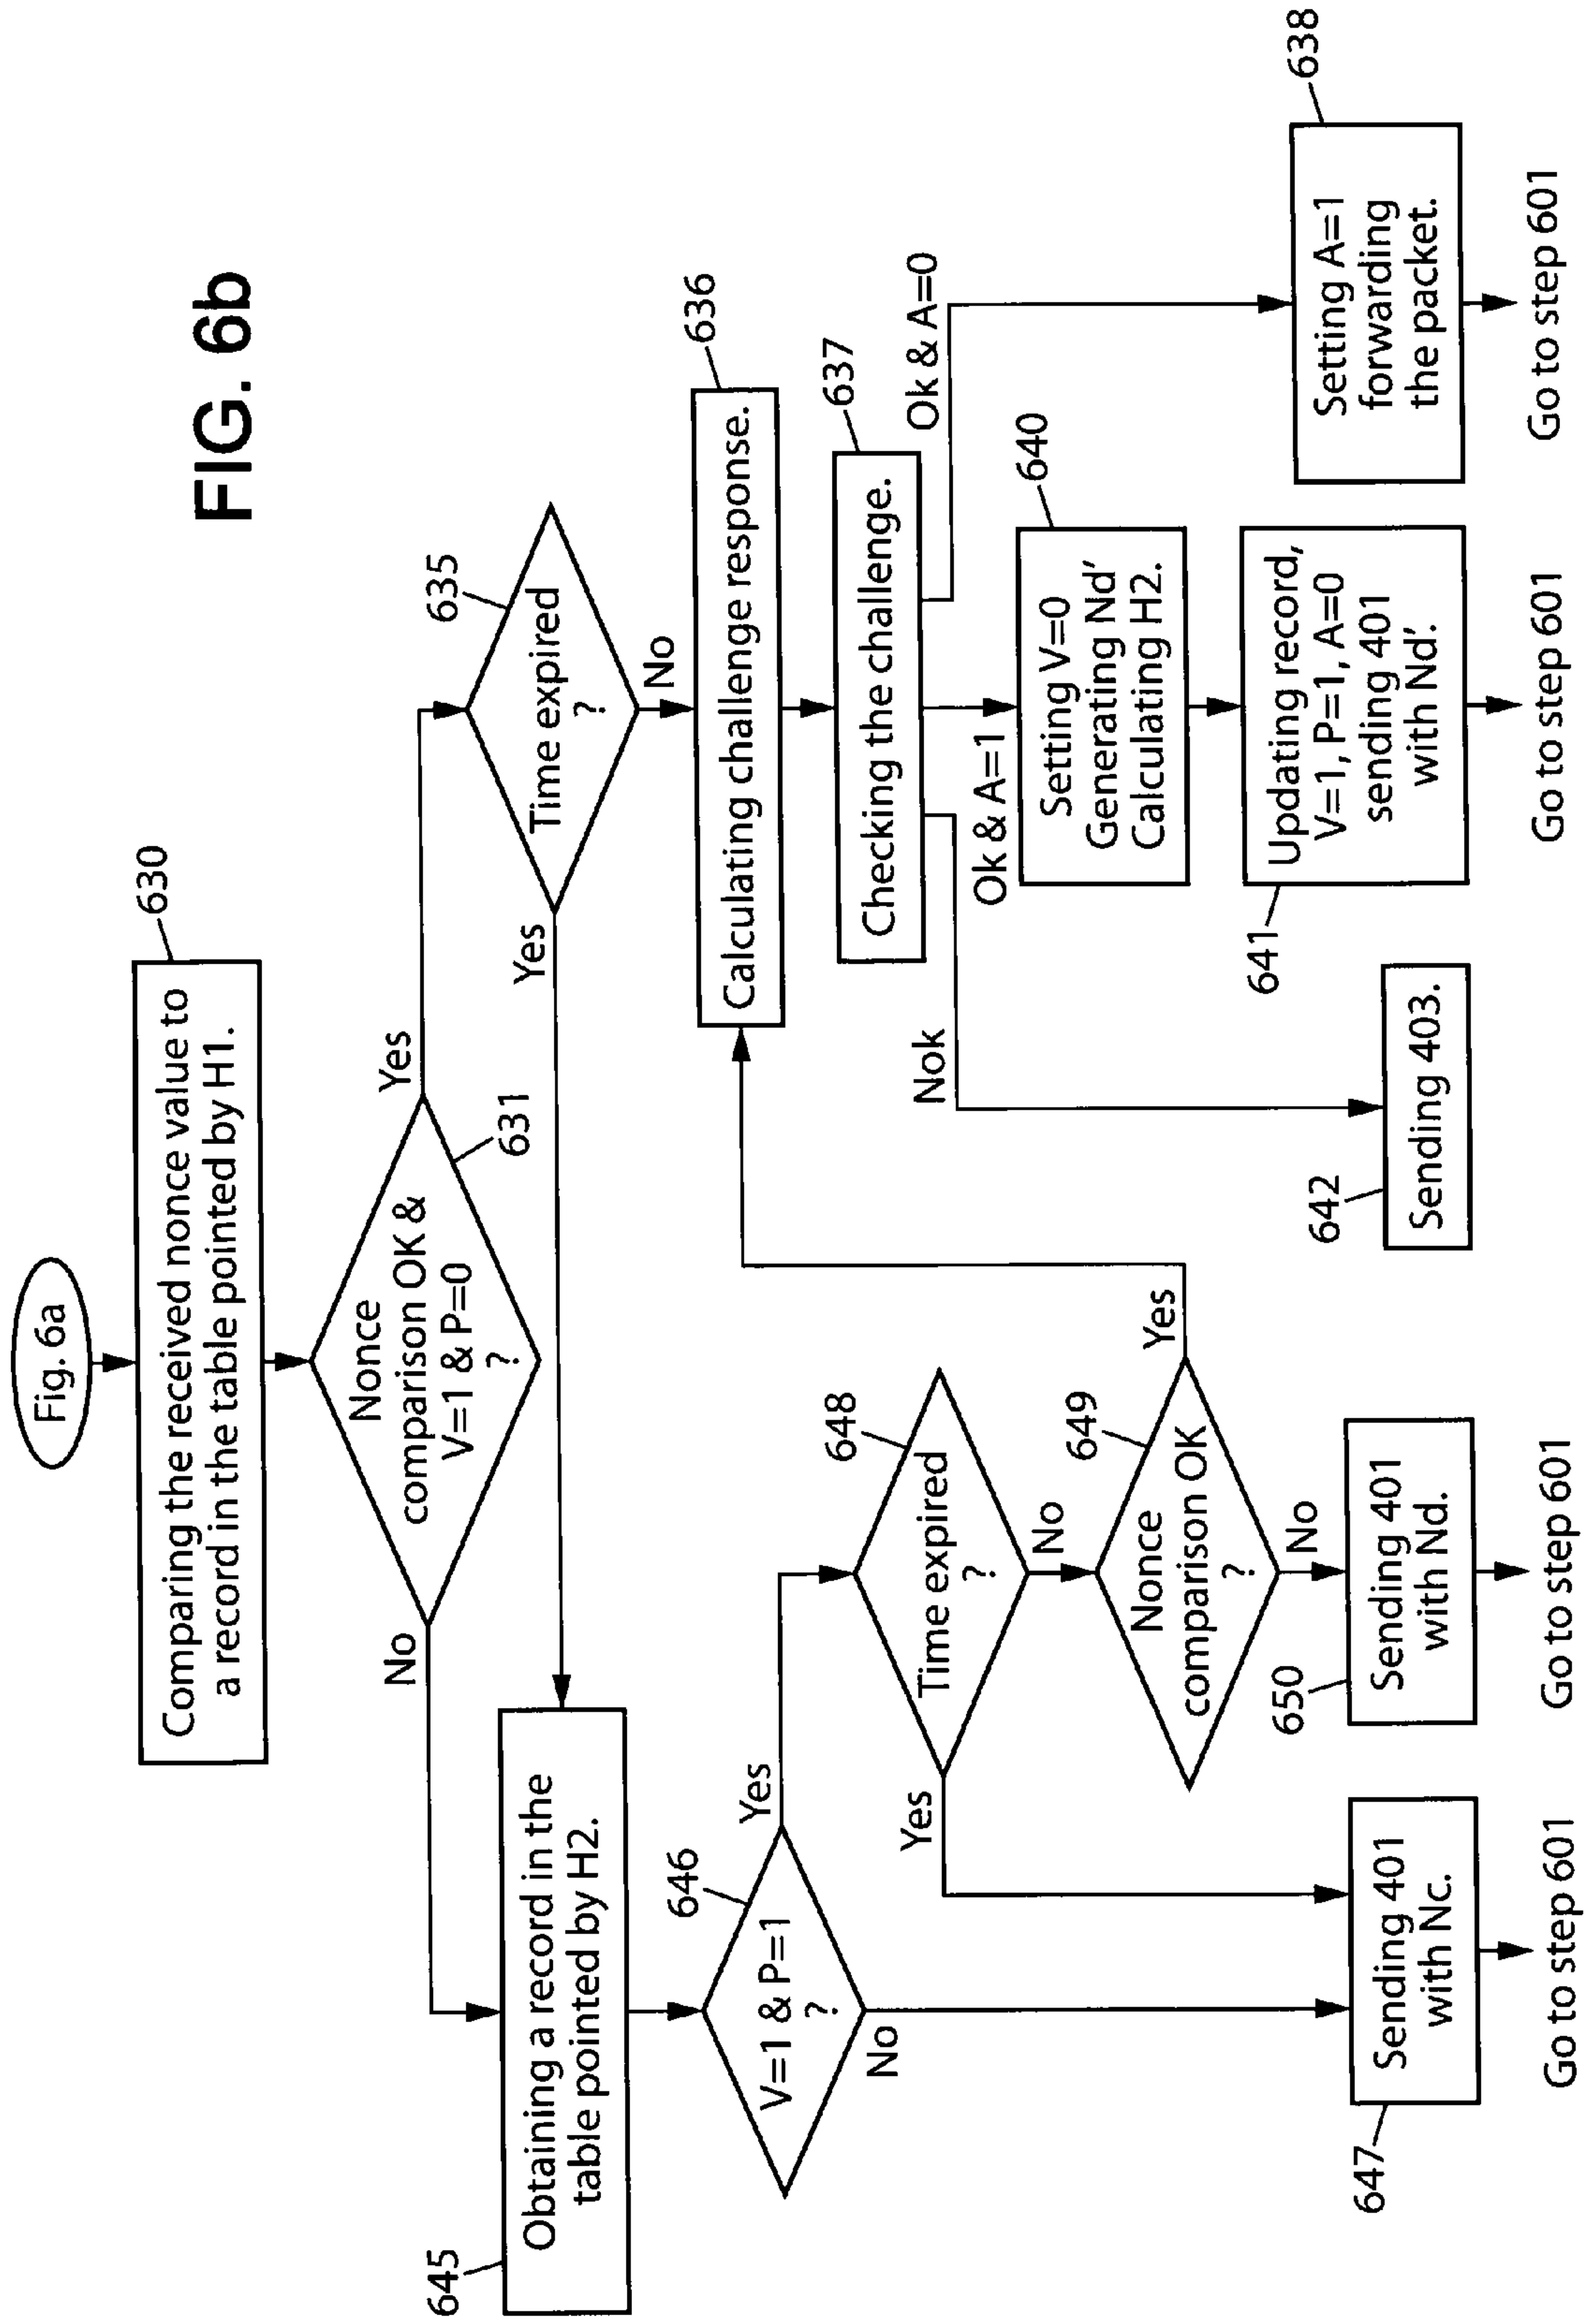 FIG. 6b
Fig. 6a
630
Comparing the received nonce value to
a record in the table pointed by H1.
Nonce
comparison OK &
V=1 & P=0
?
631
Yes
No
635
Time expired
?
Yes
No
645
Obtaining a record in the
table pointed by H2.
636
Calculating challenge response.
646
V=1 & P=1
?
Yes
No
637
Checking the challenge.
Ok & A=0
Ok & A=1
Nok
648
Time expired
?
Yes
No
640
Setting V=0
Generating Nd'
Calculating H2.
649
Nonce
comparison OK
?
Yes
No
641
Updating record,
V=1, P=1, A=0
sending 401
with Nd'.
638
Setting A=1
forwarding
the packet.
647
Sending 401
with Nc.
650
Sending 401
with Nd.
642
Sending 403.
Go to step 601
Go to step 601
Go to step 601
Go to step 601